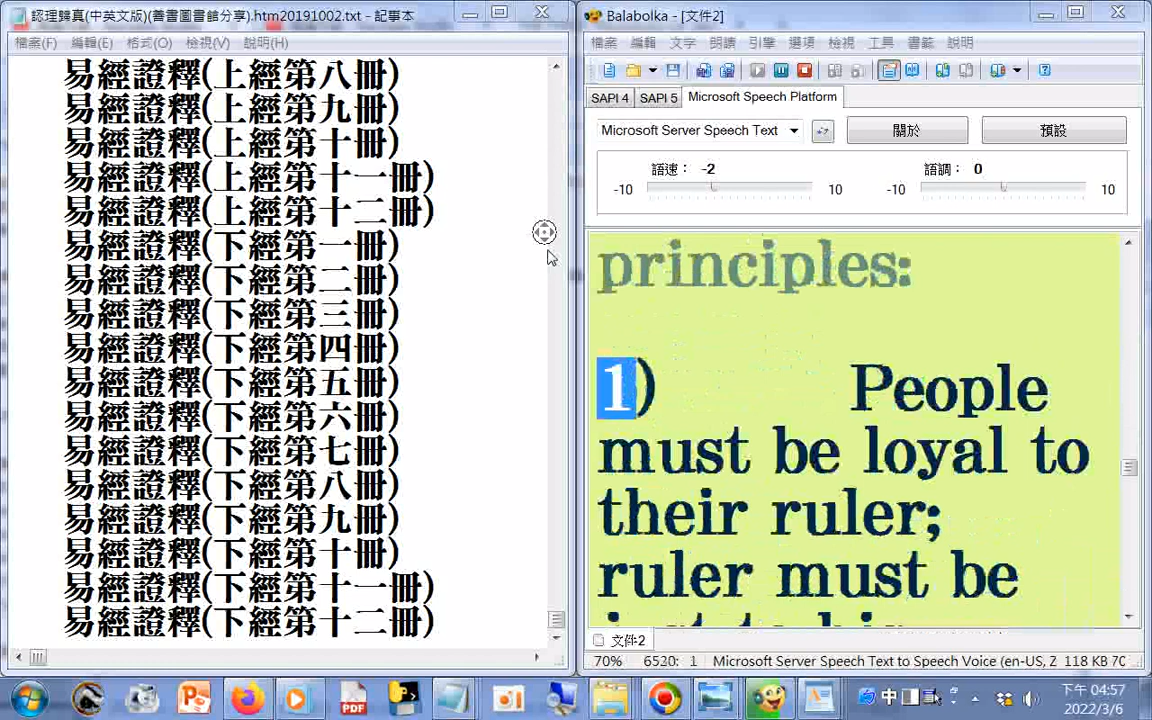 認理歸真(中英文版)(善書圖書館分享).htm20191002.txt - 記事本
檔案(F) 編輯(E) 格式(O) 檢視(V) 說明(H)
易經證釋(上經第八冊)
易經證釋(上經第九冊)
易經證釋(上經第十冊)
易經證釋(上經第十一冊)
易經證釋(上經第十二冊)
易經證釋(下經第一冊)
易經證釋(下經第二冊)
易經證釋(下經第三冊)
易經證釋(下經第四冊)
易經證釋(下經第五冊)
易經證釋(下經第六冊)
易經證釋(下經第七冊)
易經證釋(下經第八冊)
易經證釋(下經第九冊)
易經證釋(下經第十冊)
易經證釋(下經第十一冊)
易經證釋(下經第十二冊)
Balabolka - [文件2]
檔案 編輯 文字 朗讀 引擎 選項 檢視 工具 書籤 說明
SAPI 4 SAPI 5 Microsoft Speech Platform
Microsoft Server Speech Text 關於 預設
語速: -2 語調: 0
-10 10 -10 10
principles:
1) People
must be loyal to
their ruler;
ruler must be
文件2
70% 6520: 1 Microsoft Server Speech Text to Speech Voice (en-US, Z 118 KB
PDF
中
下午 04:57
2022/3/6